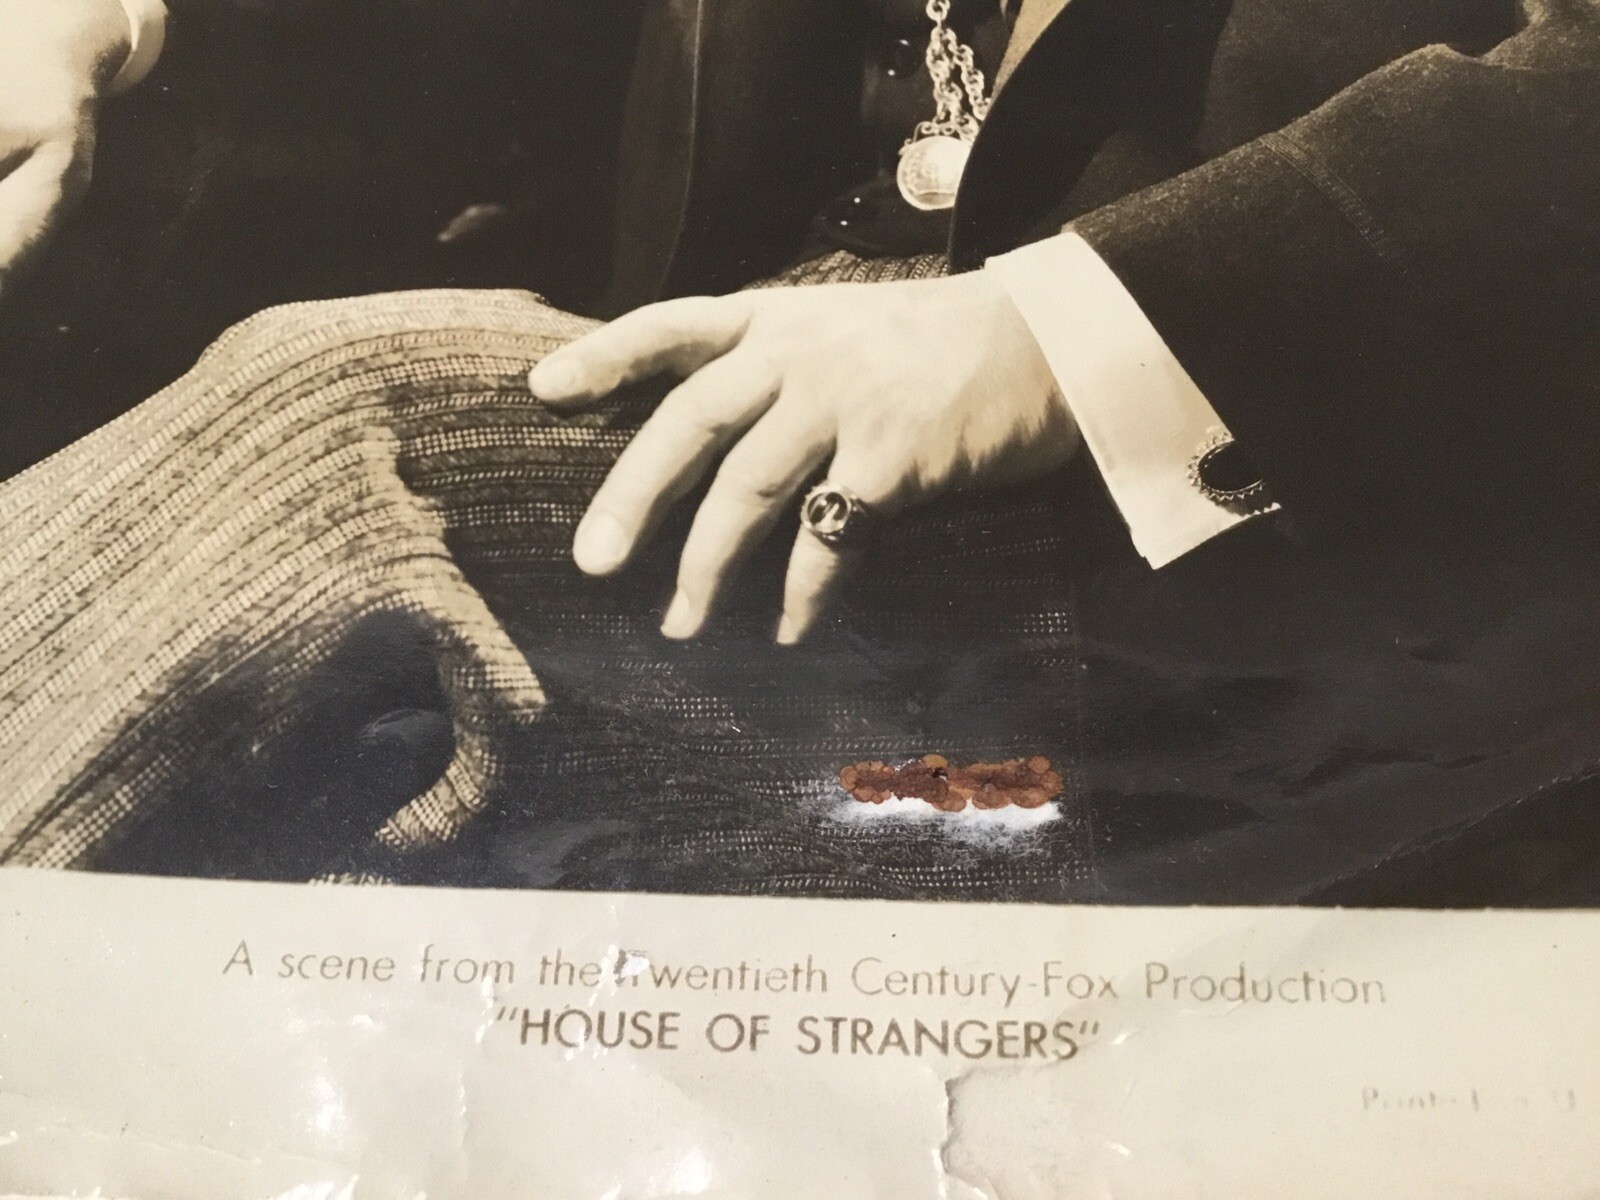 A scene from the Twentieth Century-Fox Production
"HOUSE OF STRANGERS"